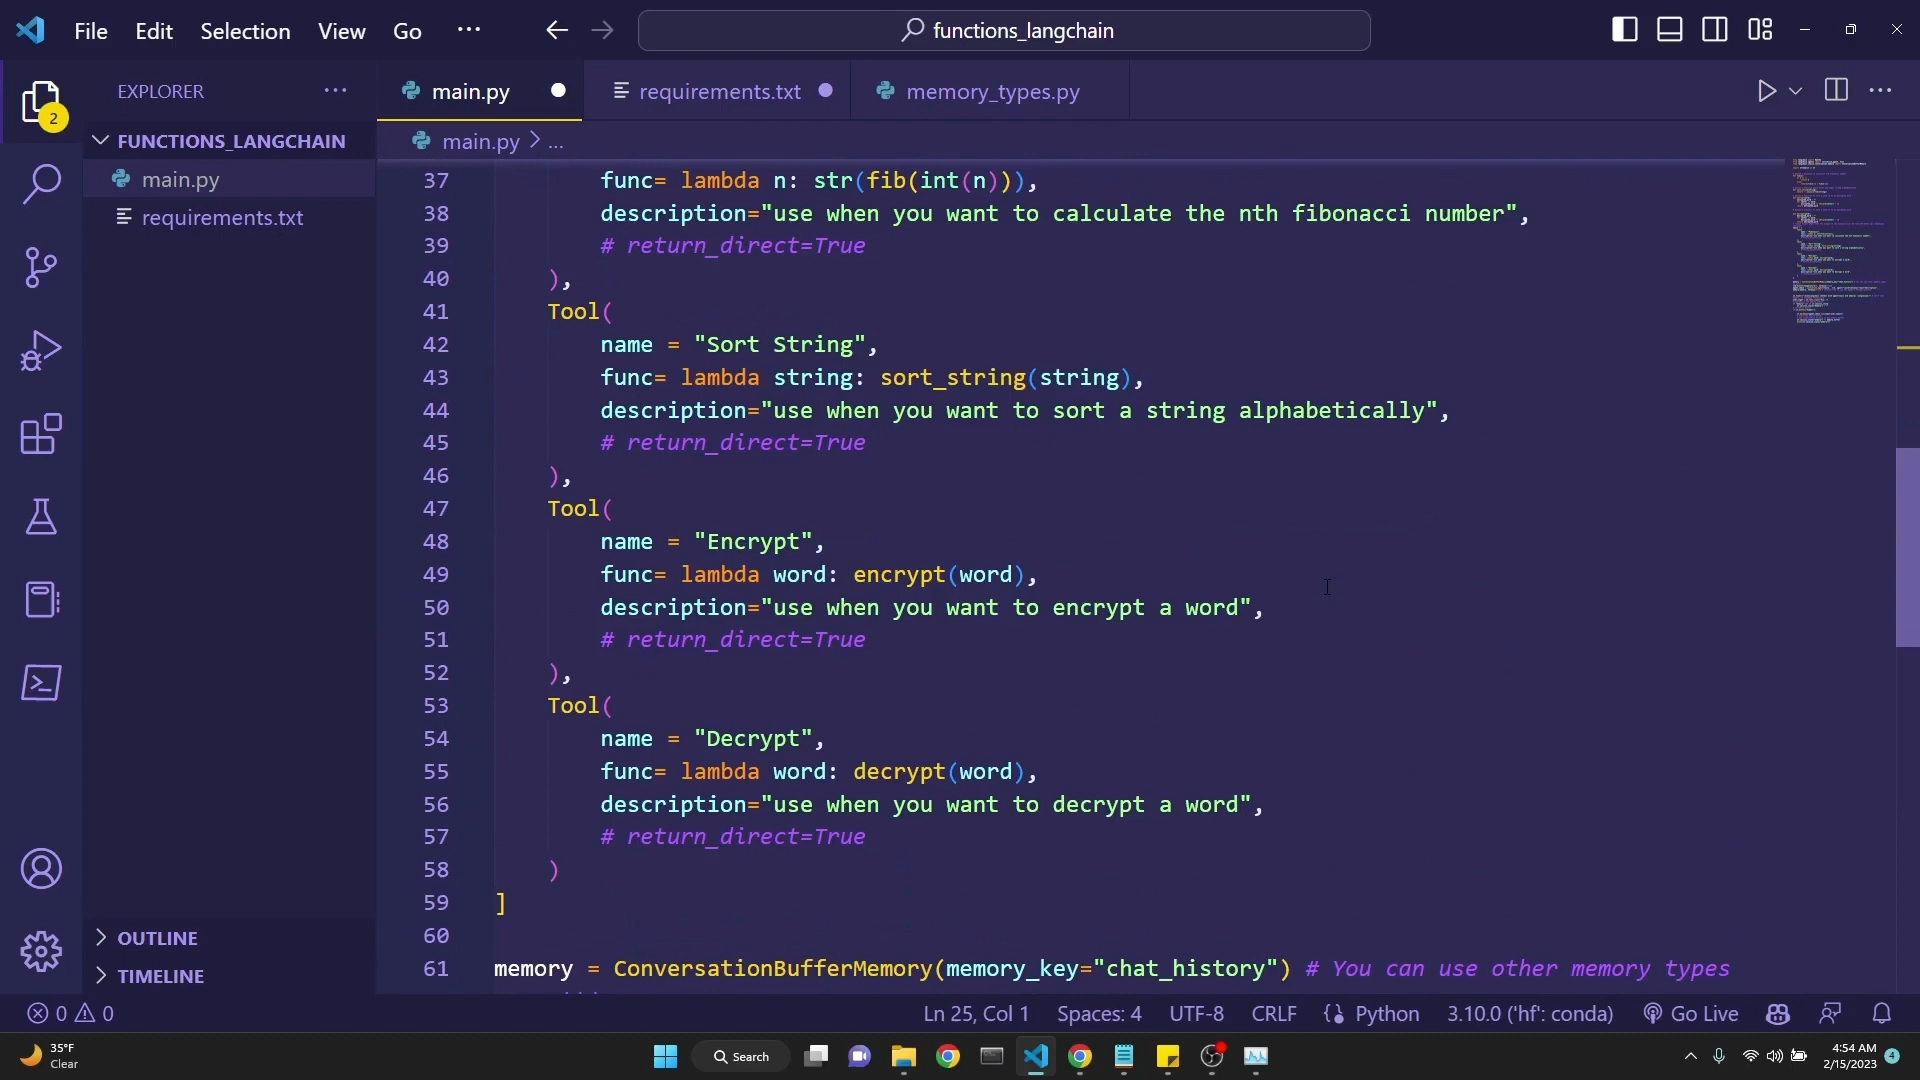 File Edit Selection View Go ···
functions_langchain
EXPLORER ···
main.py
requirements.txt
memory_types.py
2
FUNCTIONS_LANGCHAIN
main.py
requirements.txt
main.py > ...
37 func= lambda n: str(fib(int(n))),
38 description="use when you want to calculate the nth fibonacci number",
39 # return_direct=True
40 ),
41 Tool(
42 name = "Sort String",
43 func= lambda string: sort_string(string),
44 description="use when you want to sort a string alphabetically",
45 # return_direct=True
46 ),
47 Tool(
48 name = "Encrypt",
49 func= lambda word: encrypt(word),
50 description="use when you want to encrypt a word",
51 # return_direct=True
52 ),
53 Tool(
54 name = "Decrypt",
55 func= lambda word: decrypt(word),
56 description="use when you want to decrypt a word",
57 # return_direct=True
58 )
59 ]
60
61 memory = ConversationBufferMemory(memory_key="chat_history") # You can use other memory types
OUTLINE
TIMELINE
0 0
Ln 25, Col 1 Spaces: 4 UTF-8 CRLF Python 3.10.0 ('hf': conda) Go Live
35°F
Clear
Search
4:54 AM
2/15/2023
4